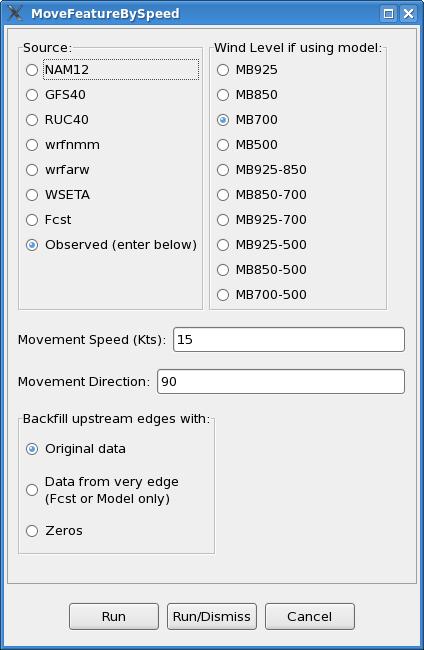 MoveFeatureBySpeed
Source:
NAM12
GFS40
RUC40
wrfnmm
wrfarw
WSETA
Fcst
Observed (enter below)
Wind Level if using model:
MB925
MB850
MB700
MB500
MB925-850
MB850-700
MB925-700
MB925-500
MB850-500
MB700-500
Movement Speed (Kts): 15
Movement Direction: 90
Backfill upstream edges with:
Original data
Data from very edge
(Fcst or Model only)
Zeros
Run Run/Dismiss Cancel